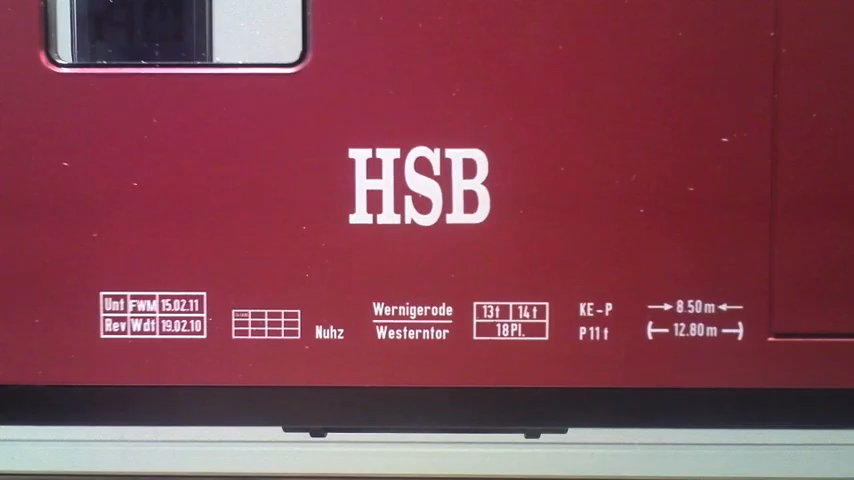 HSB
Unt FWM 15.02.11
Rev Wdt 19.02.10
Nuhz
Wernigerode
Westerntor
13t 14t
18Pl.
KE-P
P11t
8.50m
12.80m